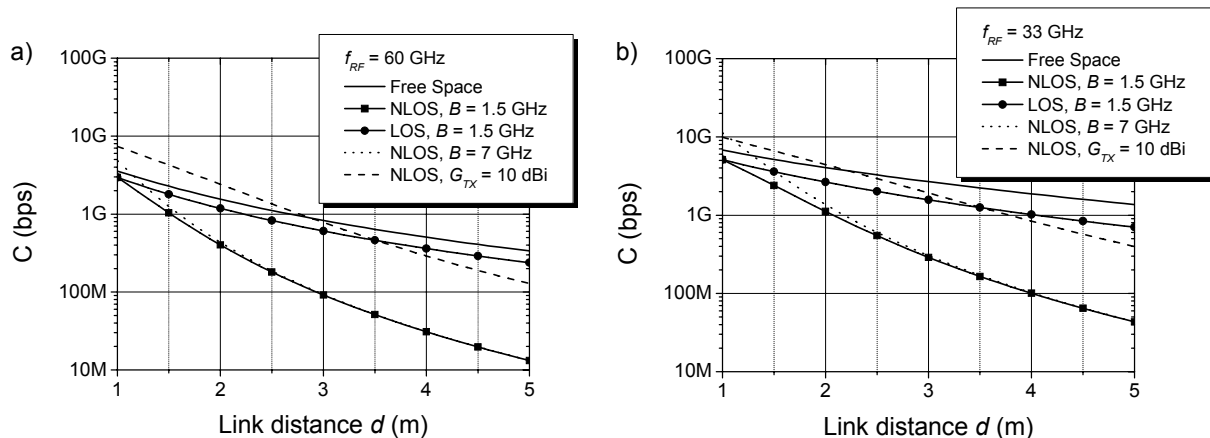 a)
f_RF = 60 GHz
Free Space
NLOS, B = 1.5 GHz
LOS, B = 1.5 GHz
NLOS, B = 7 GHz
NLOS, G_TX = 10 dBi
100G
10G
1G
100M
10M
C (bps)
1 2 3 4 5
Link distance d (m)
b)
f_RF = 33 GHz
Free Space
NLOS, B = 1.5 GHz
LOS, B = 1.5 GHz
NLOS, B = 7 GHz
NLOS, G_TX = 10 dBi
100G
10G
1G
100M
10M
C (bps)
1 2 3 4 5
Link distance d (m)